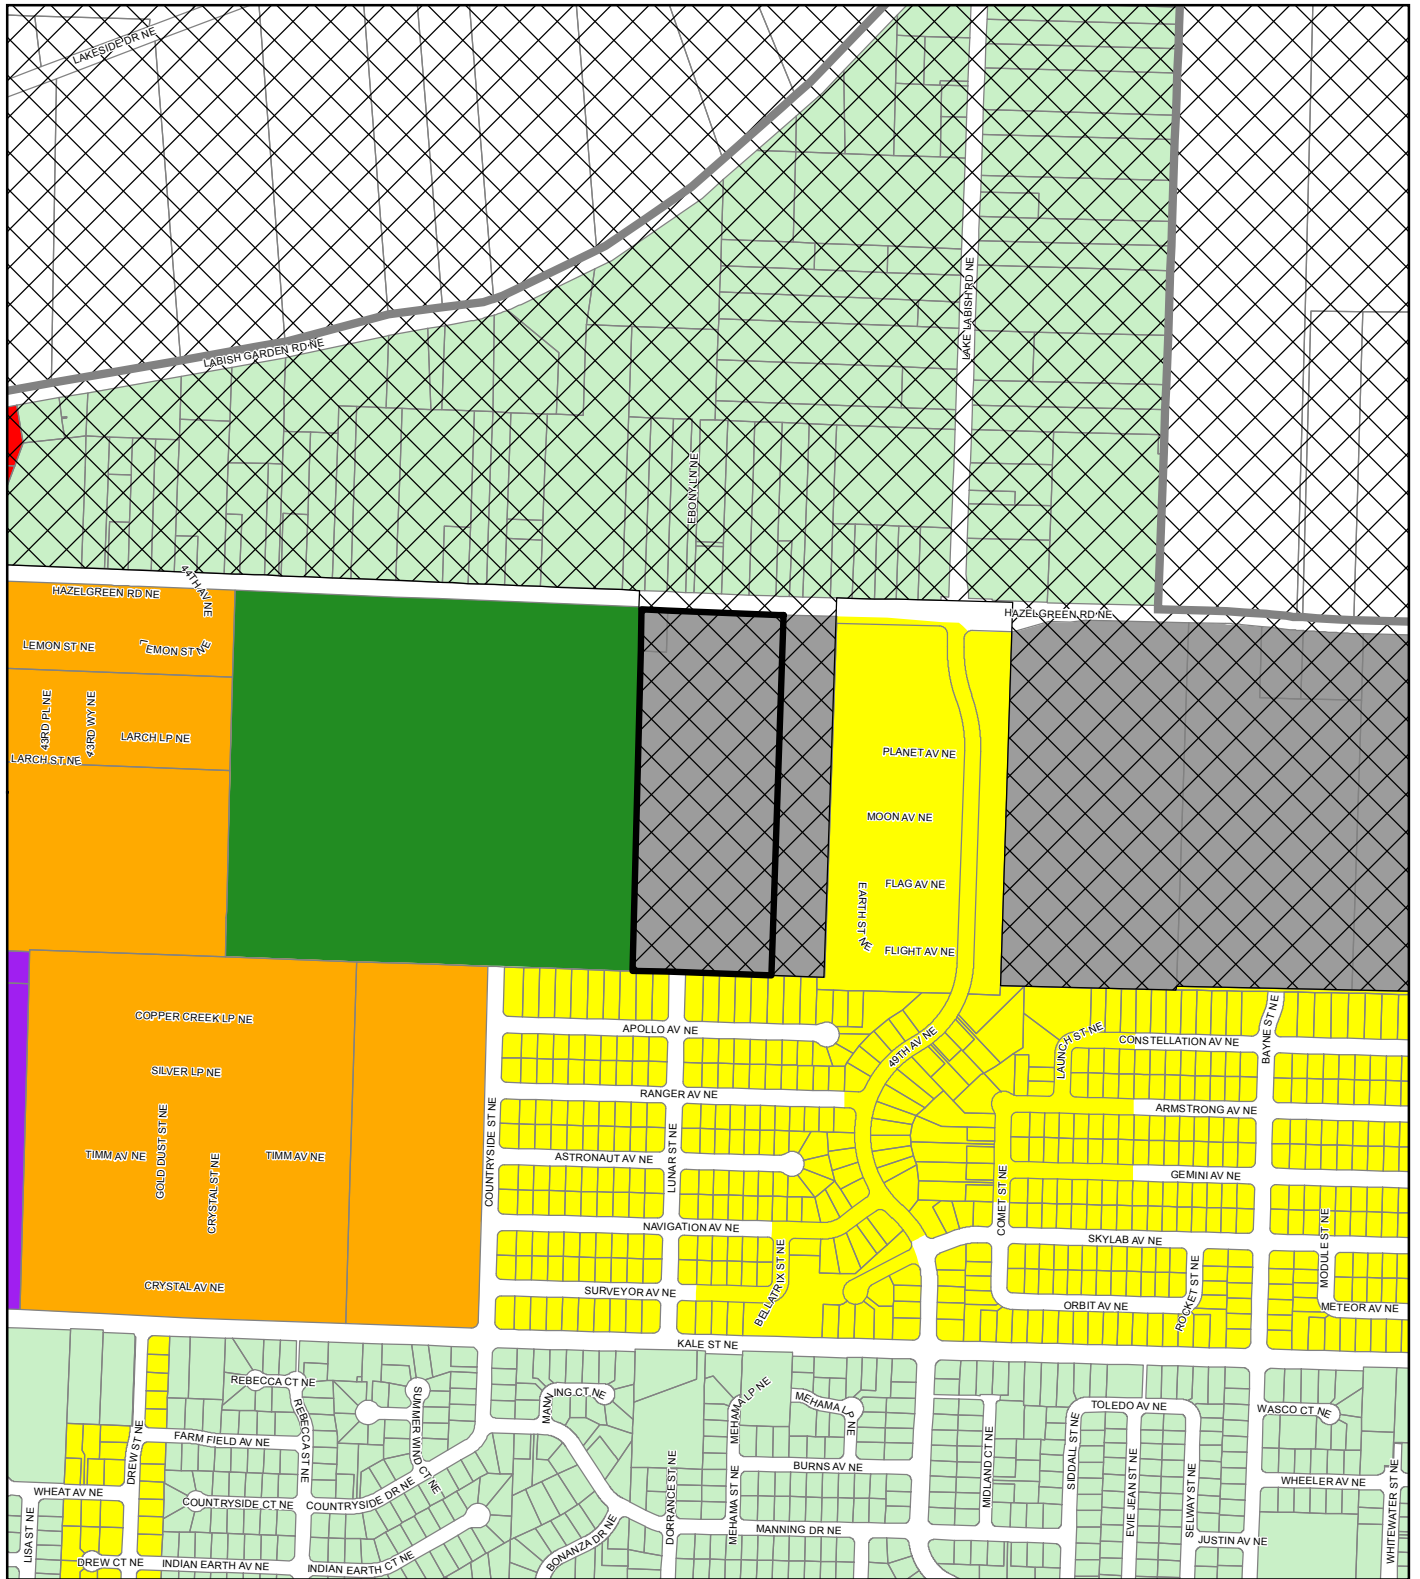 LAKESIDE DR NE
LABISH GARDEN RD NE
LAKE LABISH RD NE
EBONY LN NE
44TH AV NE
HAZELGREEN RD NE
HAZELGREEN RD NE
LEMON ST NE
LEMON ST NE
43RD PL NE
43RD WY NE
LARCH LP NE
LARCH ST NE
PLANET AV NE
MOON AV NE
FLAG AV NE
EARTH ST NE
FLIGHT AV NE
COPPER CREEK LP NE
SILVER LP NE
GOLD DUST ST NE
TIMM AV NE
TIMM AV NE
CRYSTAL ST NE
CRYSTAL AV NE
COUNTRYSIDE ST NE
APOLLO AV NE
49TH AV NE
LAUNCH ST NE
CONSTELLATION AV NE
BAYNE ST NE
RANGER AV NE
ARMSTRONG AV NE
LUNAR ST NE
ASTRONAUT AV NE
GEMINI AV NE
COMET ST NE
NAVIGATION AV NE
SKYLAB AV NE
MODULE ST NE
BELLATRIX ST NE
SURVEYOR AV NE
ORBIT AV NE
ROCKET ST NE
METEOR AV NE
KALE ST NE
REBECCA CT NE
REBECCA ST NE
SUMMER WIND CT NE
MANNING CT NE
MEHAMA LP NE
MEHAMA LP NE
TOLEDO AV NE
WASCO CT NE
DREW ST NE
FARM FIELD AV NE
MIDLAND CT NE
SIDDALL ST NE
EVIE JEAN ST NE
SELWAY ST NE
BURNS AV NE
WHEELER AV NE
WHITEWATER ST NE
WHEAT AV NE
COUNTRYSIDE CT NE
COUNTRYSIDE DR NE
DORRANCE ST NE
MEHAMA ST NE
MANNING DR NE
JUSTIN AV NE
LISA ST NE
DREW CT NE
INDIAN EARTH AV NE
INDIAN EARTH CT NE
BONANZA DR NE